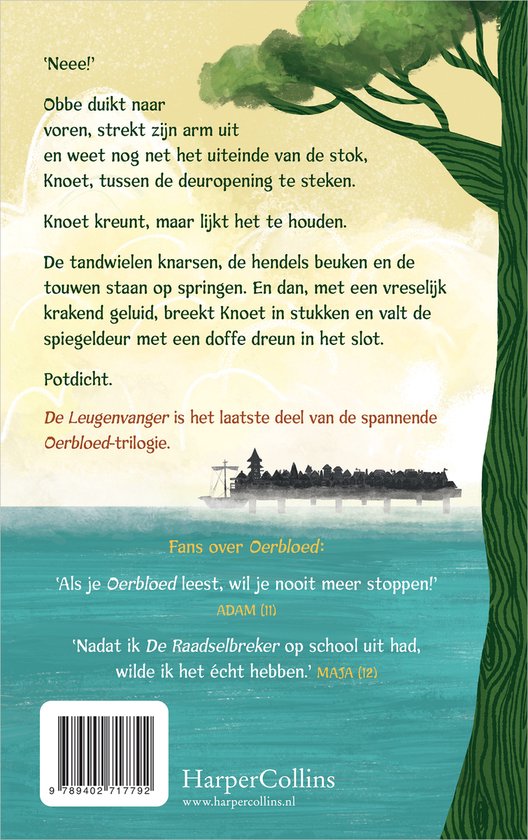 ‘Neee!’
Obbe duikt naar
voren, strekt zijn arm uit
en weet nog net het uiteinde van de stok,
Knoet, tussen de deuropening te steken.
Knoet kreunt, maar lijkt het te houden.
De tandwielen knarsen, de hendels beuken en de
touwen staan op springen. En dan, met een vreselijk
krakend geluid, breekt Knoet in stukken en valt de
spiegeldeur met een doffe dreun in het slot.
Potdicht.
De Leugenvanger is het laatste deel van de spannende
Oerbloed-trilogie.
Fans over Oerbloed:
‘Als je Oerbloed leest, wil je nooit meer stoppen!’
ADAM (11)
‘Nadat ik De Raadselbreker op school uit had,
wilde ik het écht hebben.’ MAJA (12)
9 789402 717792
HarperCollins
www.harpercollins.nl